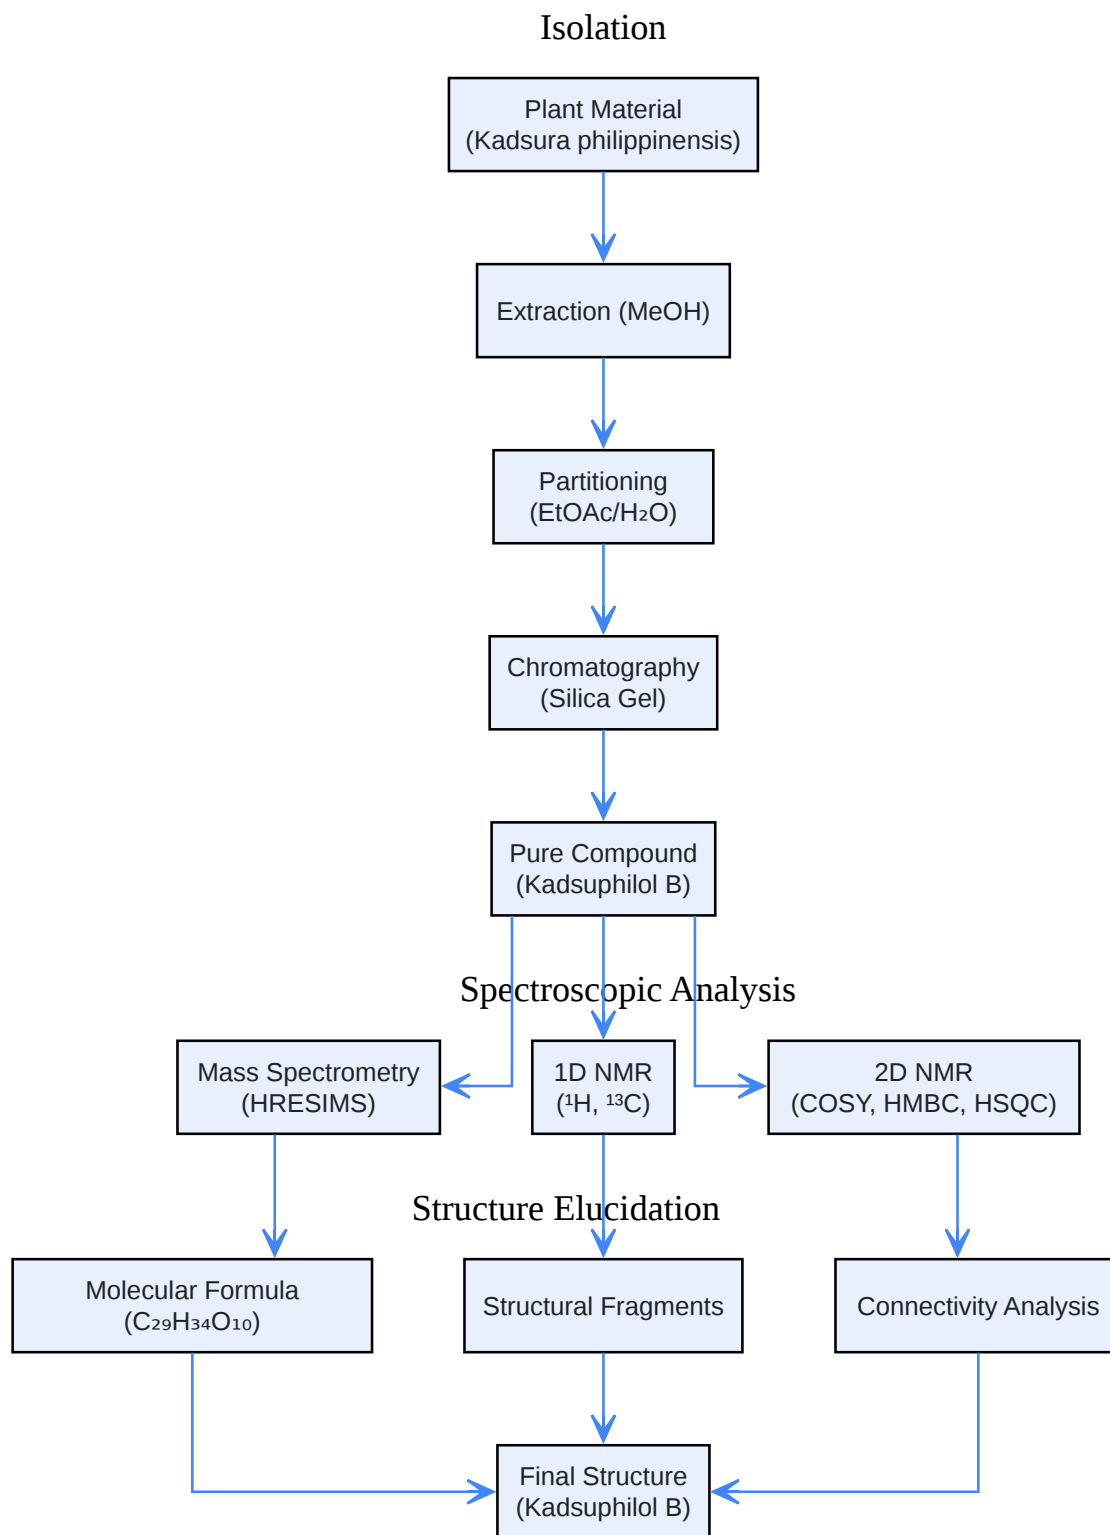 Isolation
Plant Material
(Kadsura philippinensis)
Extraction (MeOH)
Partitioning
(EtOAc/H₂O)
Chromatography
(Silica Gel)
Pure Compound
(Kadsuphilol B)
Spectroscopic Analysis
Mass Spectrometry
(HRESIMS)
1D NMR
(¹H, ¹³C)
2D NMR
(COSY, HMBC, HSQC)
Structure Elucidation
Molecular Formula
(C₂₉H₃₄O₁₀)
Structural Fragments
Connectivity Analysis
Final Structure
(Kadsuphilol B)